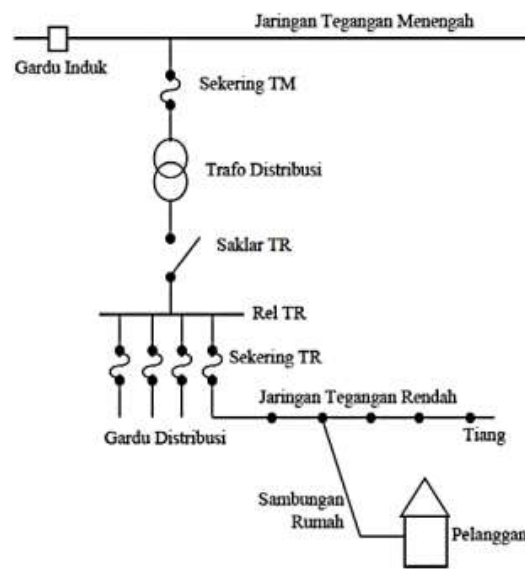 Jaringan Tegangan Menengah
Gardu Induk
Sekering TM
Trafo Distribusi
Saklar TR
Rel TR
Sekering TR
Jaringan Tegangan Rendah
Gardu Distribusi
Tiang
Sambungan
Rumah
Pelanggan